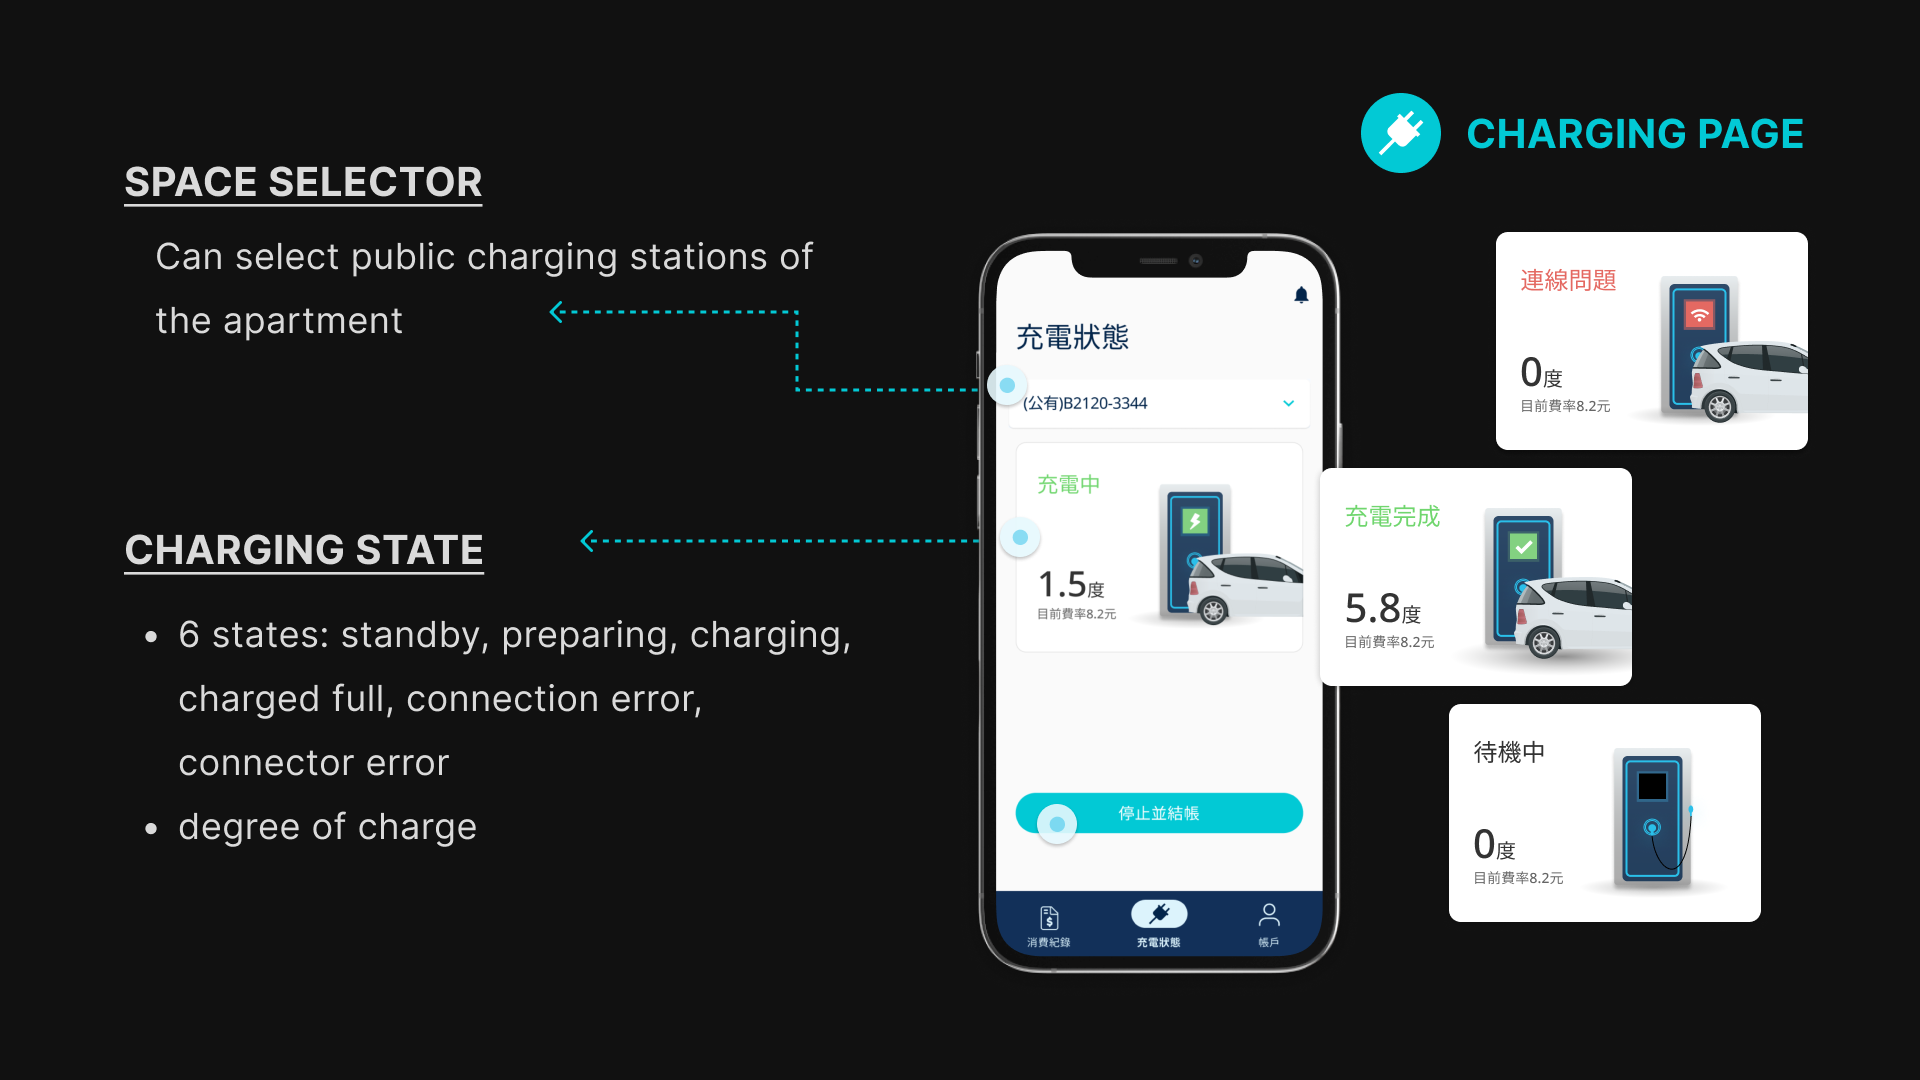 CHARGING PAGE
SPACE SELECTOR
Can select public charging stations of
the apartment
CHARGING STATE
• 6 states: standby, preparing, charging,
charged full, connection error,
connector error
• degree of charge
充電狀態
(公有)B2120-3344
充電中
1.5度
目前費率8.2元
停止並結帳
消費紀錄
充電狀態
帳戶
連線問題
0度
目前費率8.2元
充電完成
5.8度
目前費率8.2元
待機中
0度
目前費率8.2元